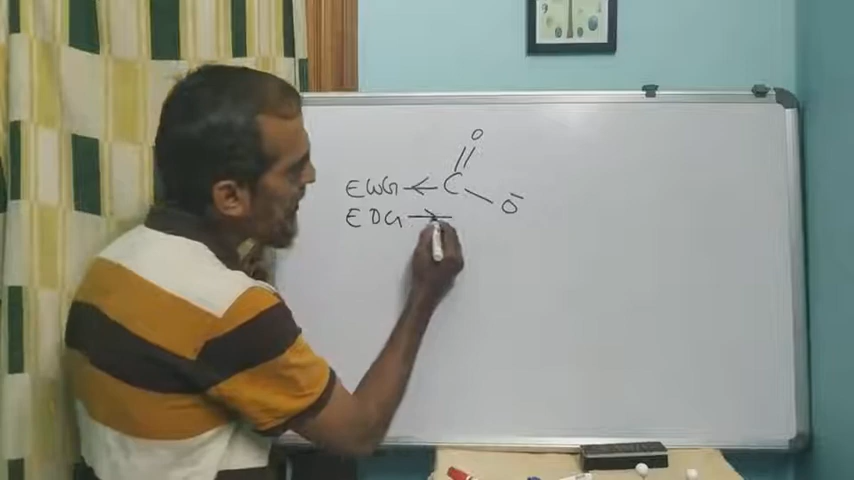 O
EWG ← C
O⁻
EDG →